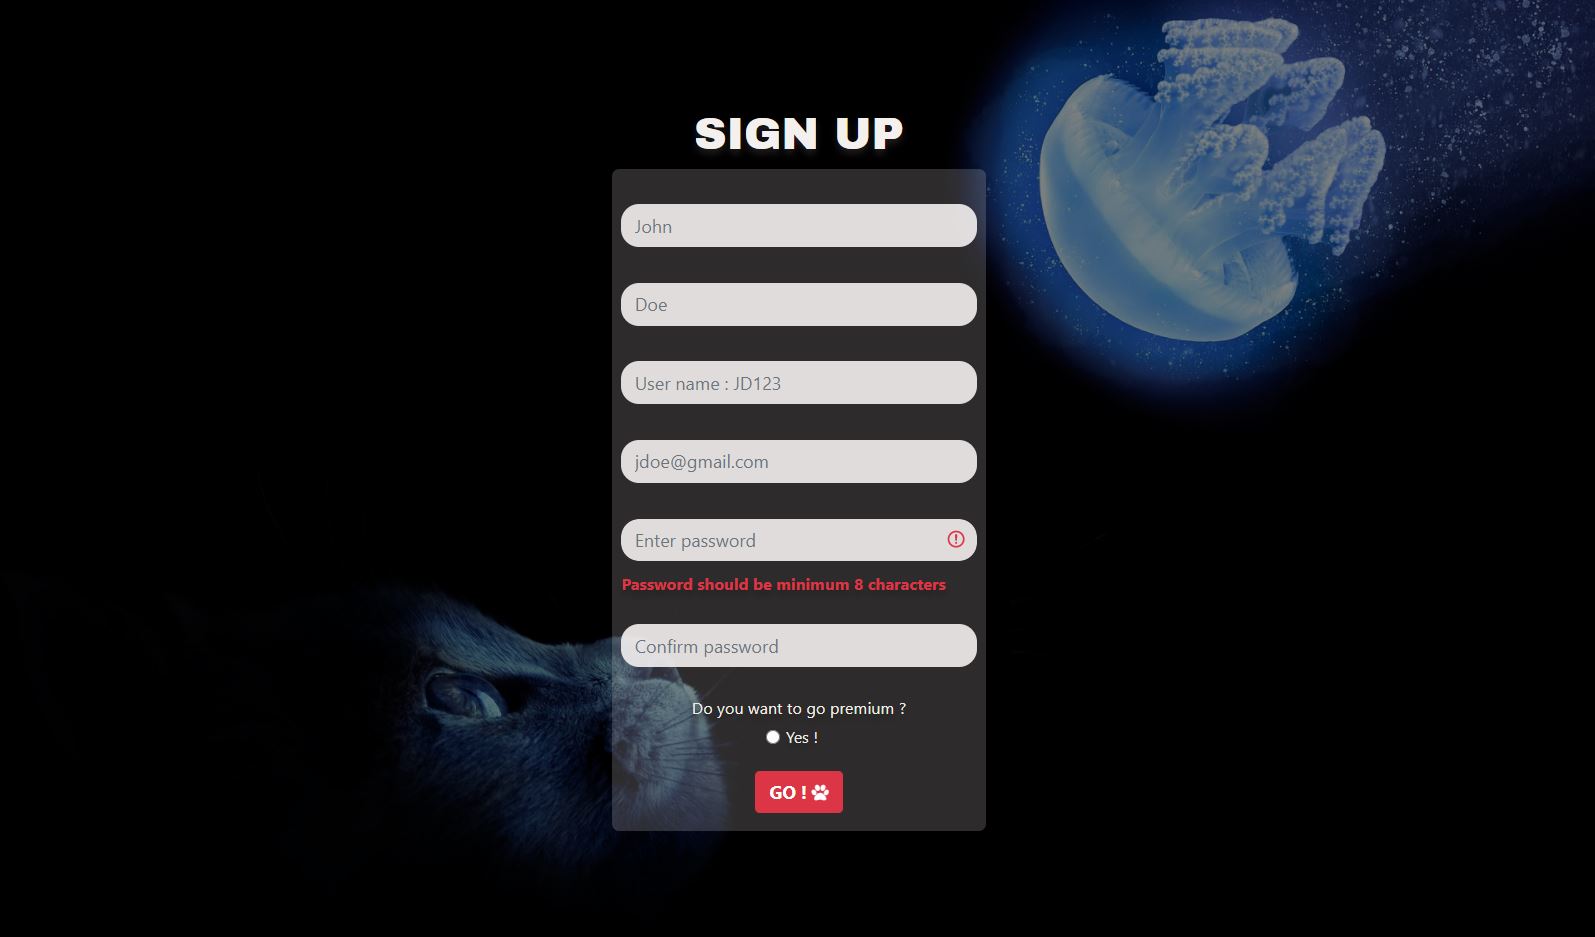 SIGN UP
John
Doe
User name : JD123
jdoe@gmail.com
Enter password
Password should be minimum 8 characters
Confirm password
Do you want to go premium ?
Yes !
GO !